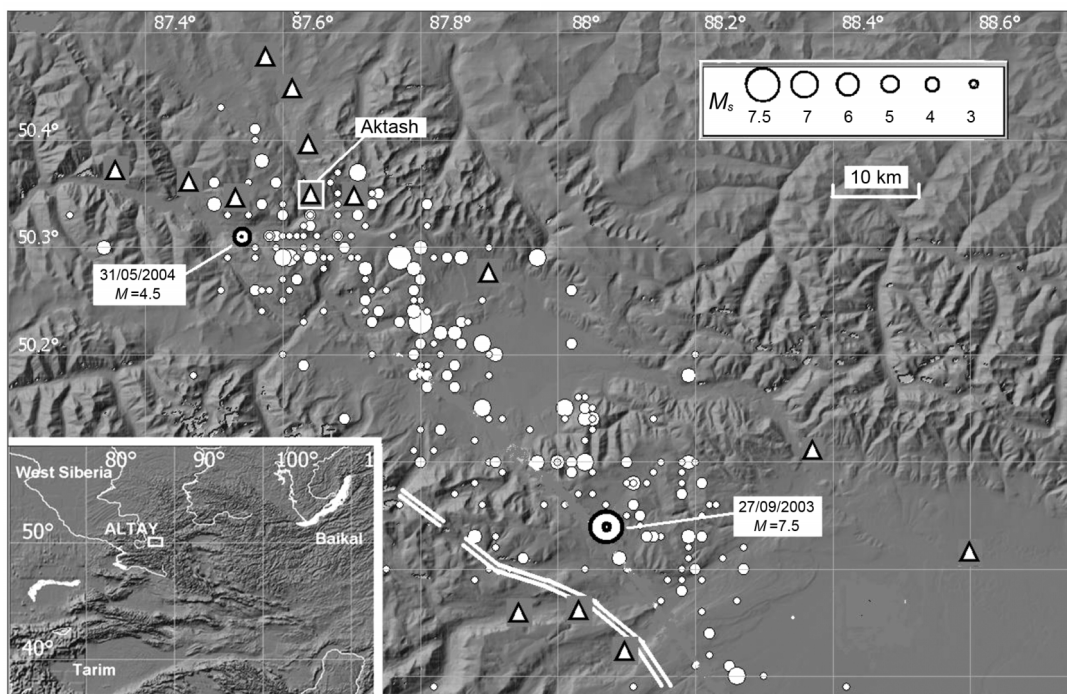 87.4° 87.6° 87.8° 88° 88.2° 88.4° 88.6°
50.4°
50.3°
50.2°
Aktash
Ms
7.5 7 6 5 4 3
10 km
31/05/2004
M =4.5
27/09/2003
M=7.5
80° 90° 100° 1
West Siberia
ALTAY
50°
Baikal
40°
Tarim